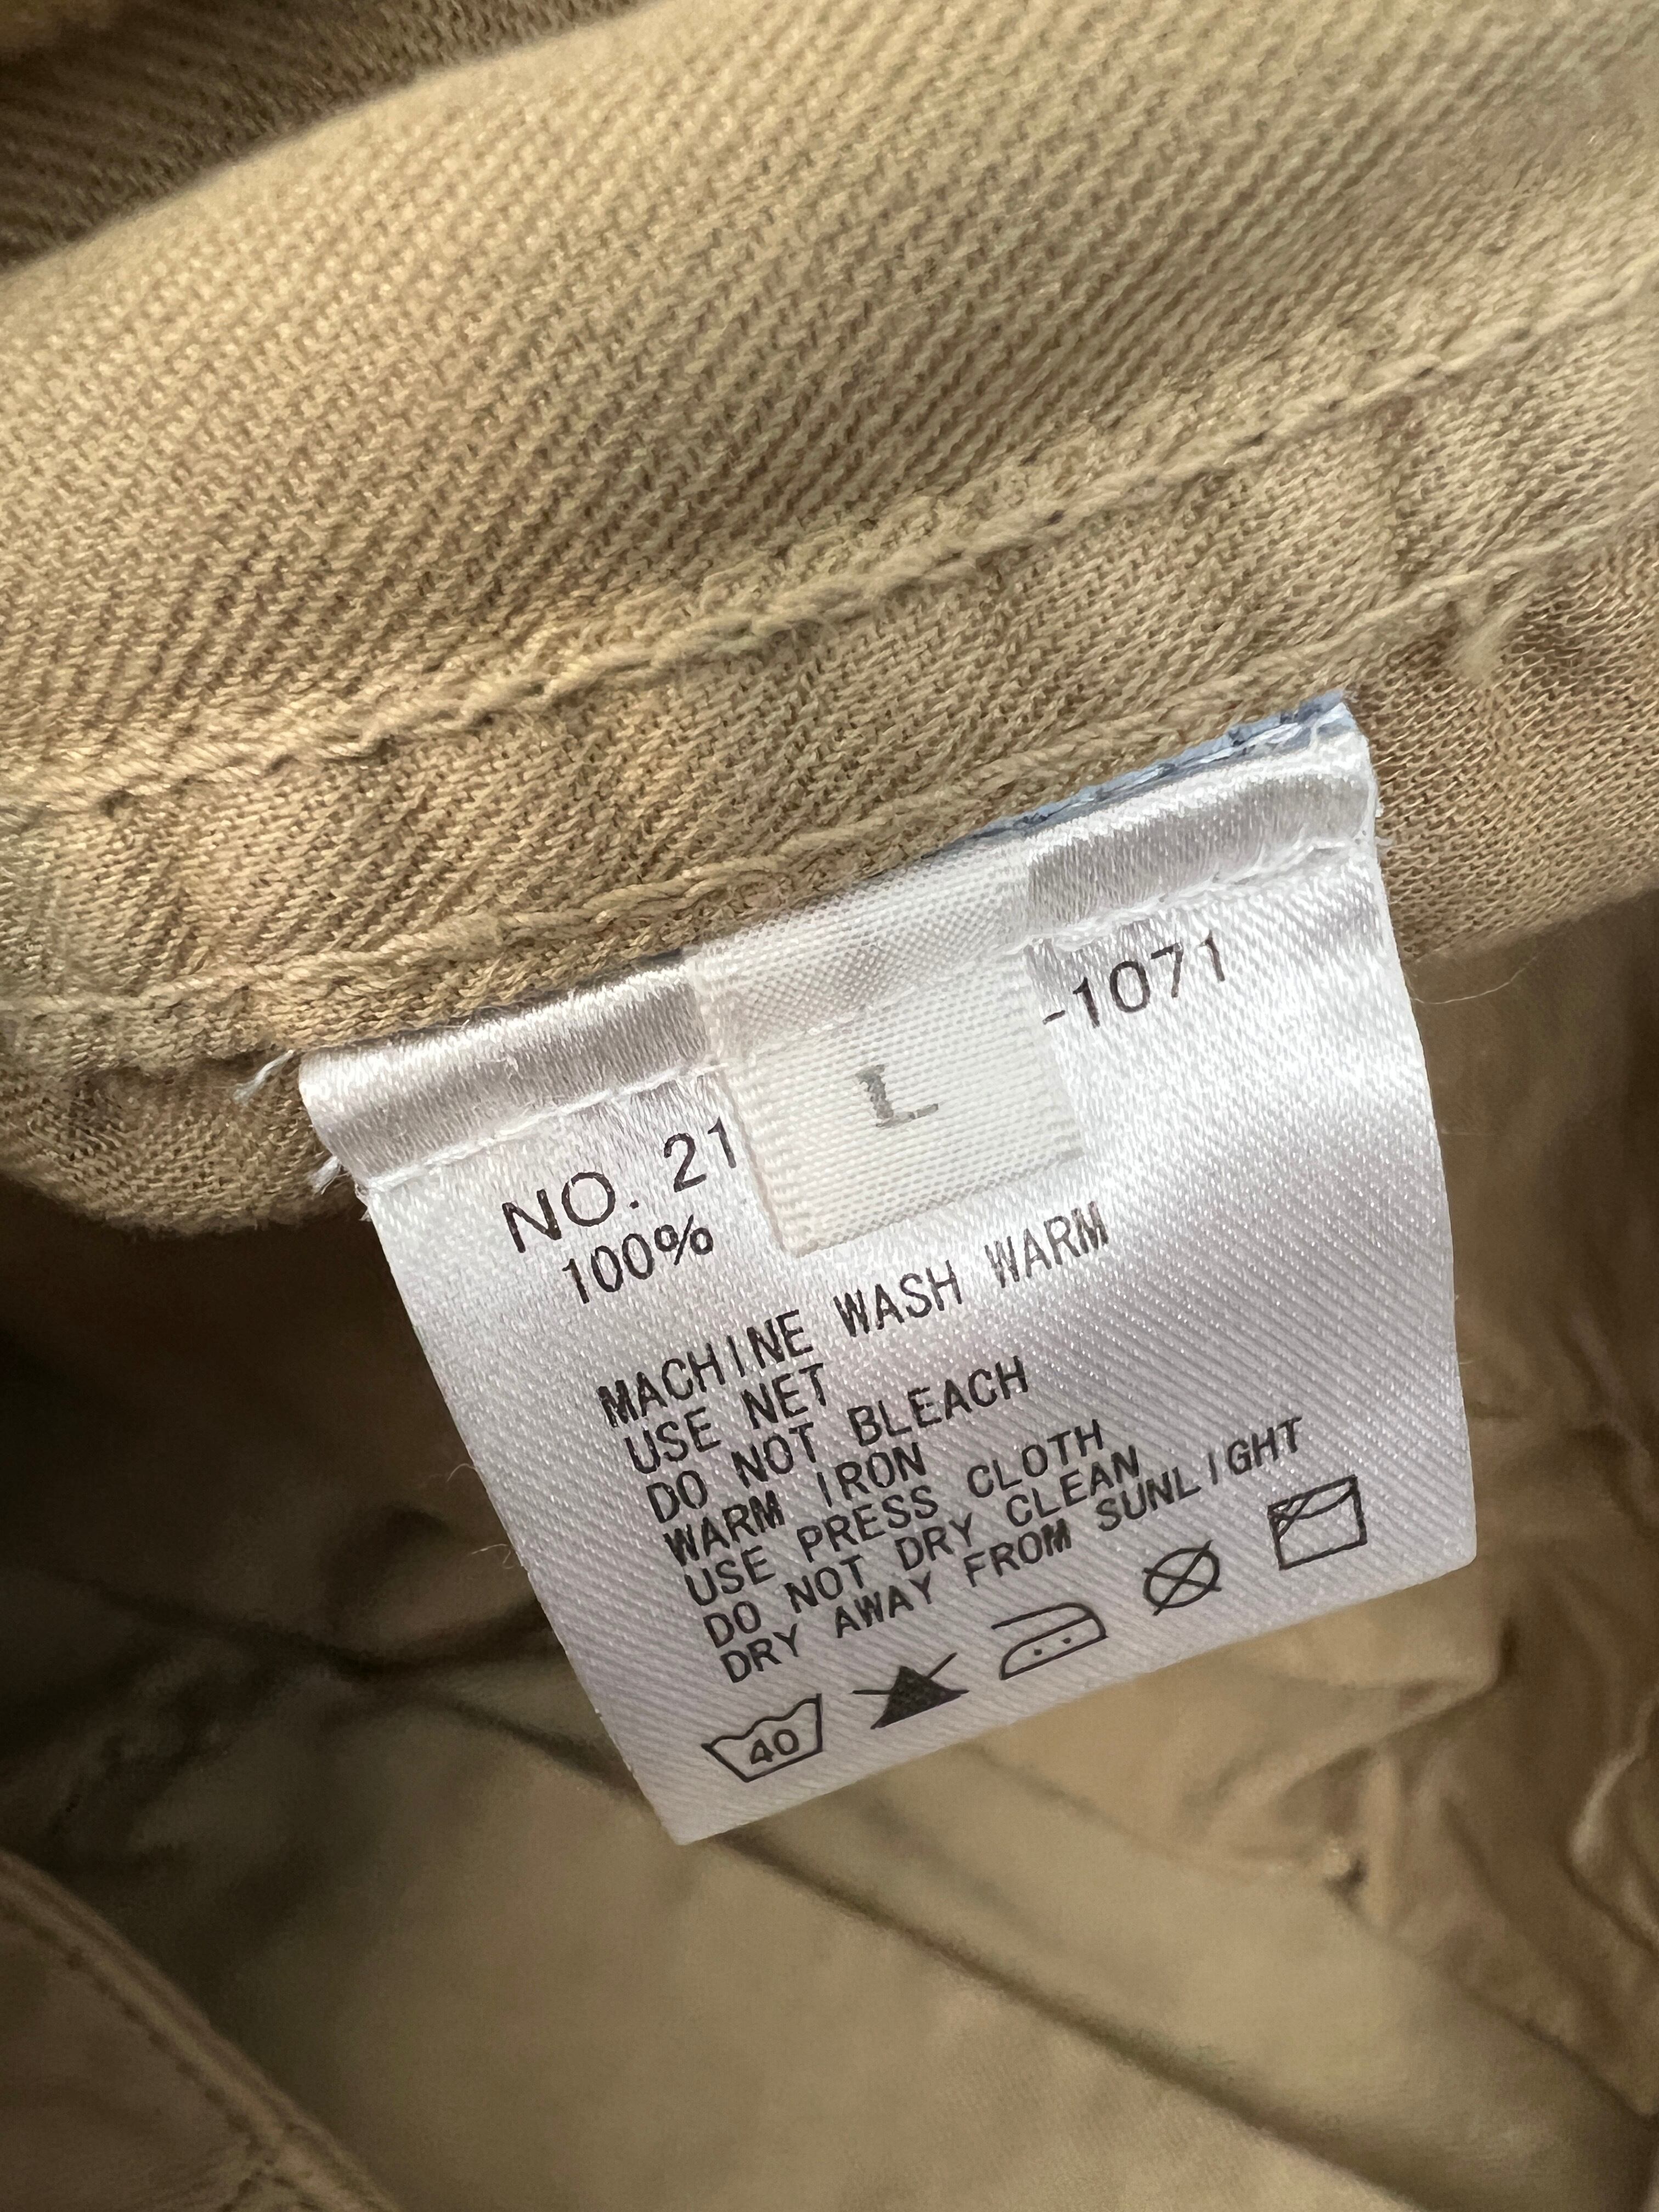 L
NO. 21 -1071
100%
MACHINE WASH WARM
USE NET
DO NOT BLEACH
WARM IRON
USE PRESS CLOTH
DO NOT DRY CLEAN
DRY AWAY FROM SUNLIGHT
40